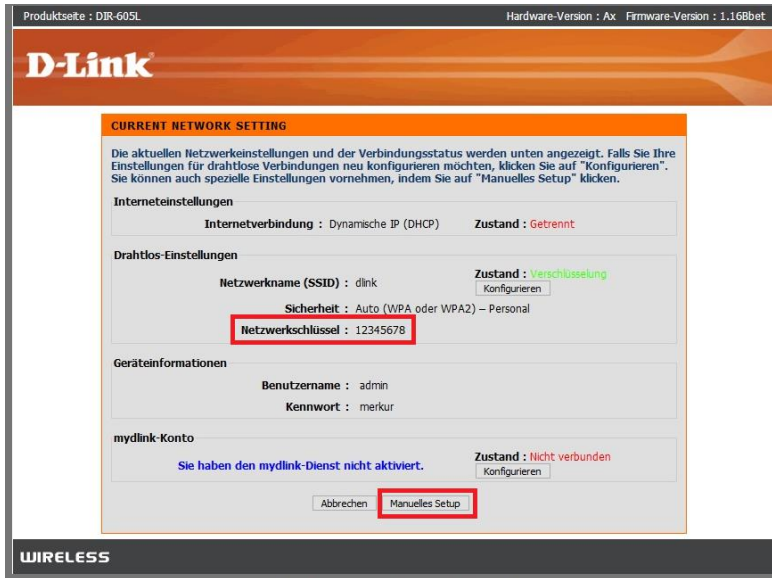 Produktseite : DIR-605L Hardware-Version : Ax Firmware-Version : 1.16Bbet
D-Link
CURRENT NETWORK SETTING
Die aktuellen Netzwerkeinstellungen und der Verbindungsstatus werden unten angezeigt. Falls Sie Ihre
Einstellungen für drahtlose Verbindungen neu konfigurieren möchten, klicken Sie auf "Konfigurieren".
Sie können auch spezielle Einstellungen vornehmen, indem Sie auf "Manuelles Setup" klicken.
Interneteinstellungen
Internetverbindung : Dynamische IP (DHCP) Zustand : Getrennt
Drahtlos-Einstellungen
Netzwerkname (SSID) : dlink Zustand : Verschlüsselung
Konfigurieren
Sicherheit : Auto (WPA oder WPA2) – Personal
Netzwerkschlüssel : 12345678
Geräteinformationen
Benutzername : admin
Kennwort : merkur
mydlink-Konto
Sie haben den mydlink-Dienst nicht aktiviert. Zustand : Nicht verbunden
Konfigurieren
Abbrechen Manuelles Setup
WIRELESS